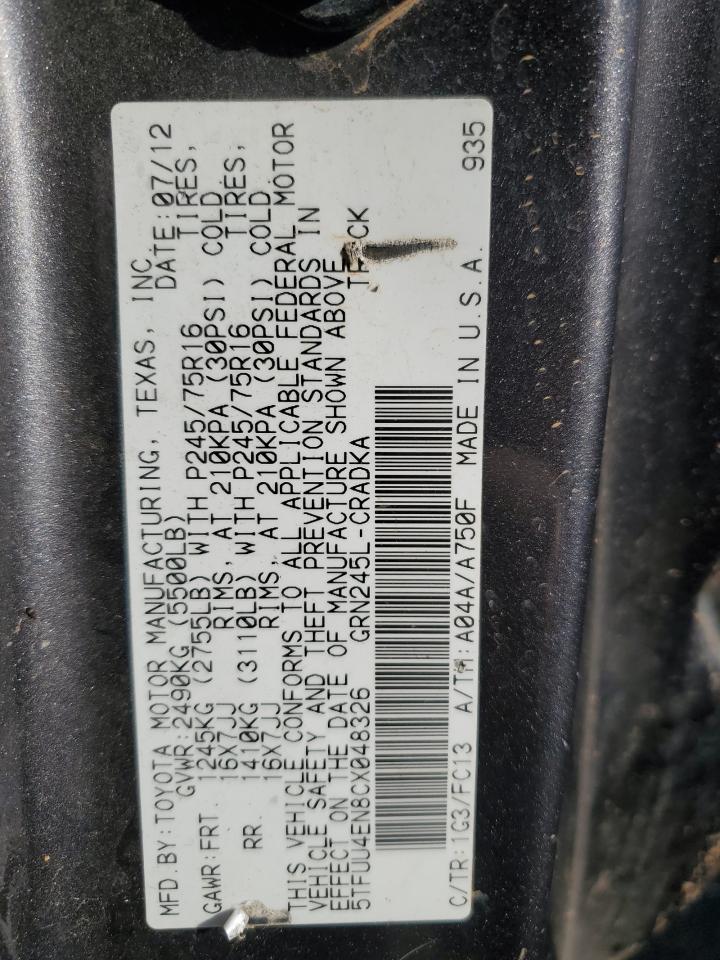 MFD.BY:TOYOTA MOTOR MANUFACTURING, TEXAS, INC.
GVWR:2490KG (5500LB) DATE:07/12
GAWR:FRT. 1245KG (2755LB) WITH P245/75R16 TIRES,
16X7JJ RIMS, AT 210KPA (30PSI) COLD
RR. 1410KG (3110LB) WITH P245/75R16 TIRES,
16X7JJ RIMS, AT 210KPA (30PSI) COLD
THIS VEHICLE CONFORMS TO ALL APPLICABLE FEDERAL MOTOR
VEHICLE SAFETY AND THEFT PREVENTION STANDARDS IN
EFFECT ON THE DATE OF MANUFACTURE SHOWN ABOVE
5TFUU4EN8CX048326 GRN245L-CRADKA
C/TR:1G3/FC13 A/TM:A04A/A750F MADE IN U.S.A. 935